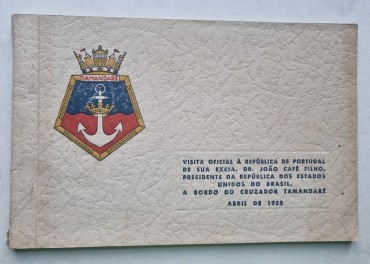 TAMANDARÉ
VISITA OFICIAL À REPÚBLICA DE PORTUGAL
DE SUA EXCIA. DR. JOÃO CAFÉ FILHO,
PRESIDENTE DA REPÚBLICA DOS ESTADOS
UNIDOS DO BRASIL.
A BORDO DO CRUZADOR TAMANDARÉ
ABRIL DE 1955